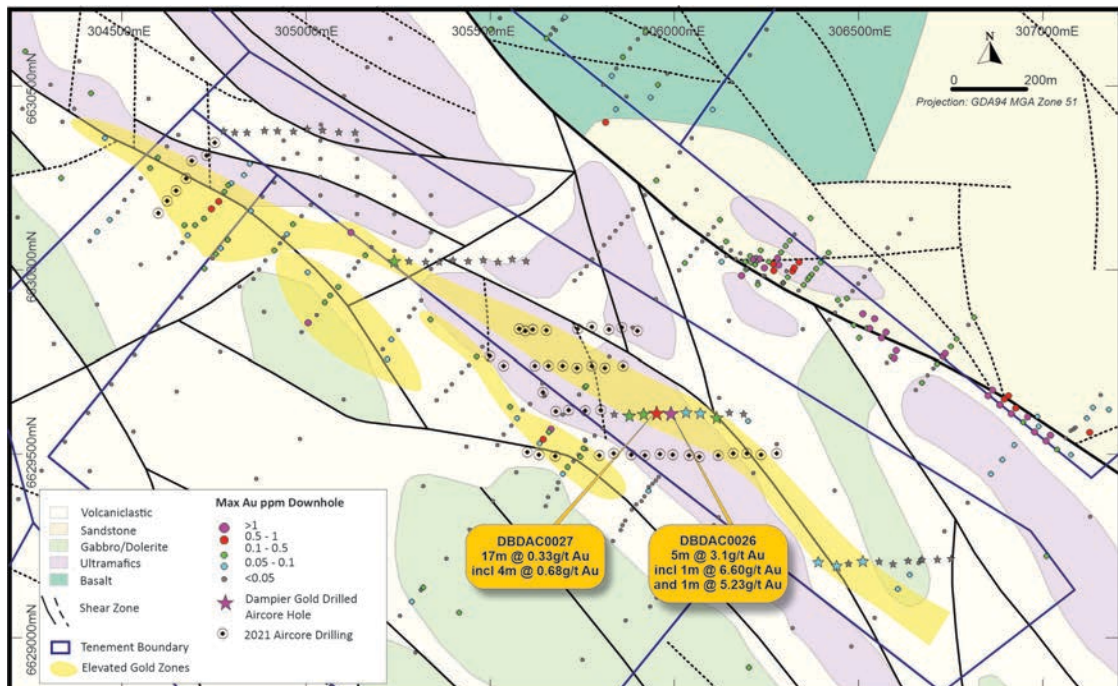 304500mE
305000mE
305500mE
306000mE
306500mE
307000mE
N
0
200m
Projection: GDA94 MGA Zone 51
6630500mN
6630000mN
6629500mN
6629000mN
DBDAC0027
17m @ 0.33g/t Au
incl 4m @ 0.68g/t Au
DBDAC0026
5m @ 3.1g/t Au
incl 1m @ 6.60g/t Au
and 1m @ 5.23g/t Au
Volcaniclastic
Sandstone
Gabbro/Dolerite
Ultramafics
Basalt
Shear Zone
Tenement Boundary
Elevated Gold Zones
Max Au ppm Downhole
>1
0.5 - 1
0.1 - 0.5
0.05 - 0.1
<0.05
Dampier Gold Drilled
Aircore Hole
2021 Aircore Drilling